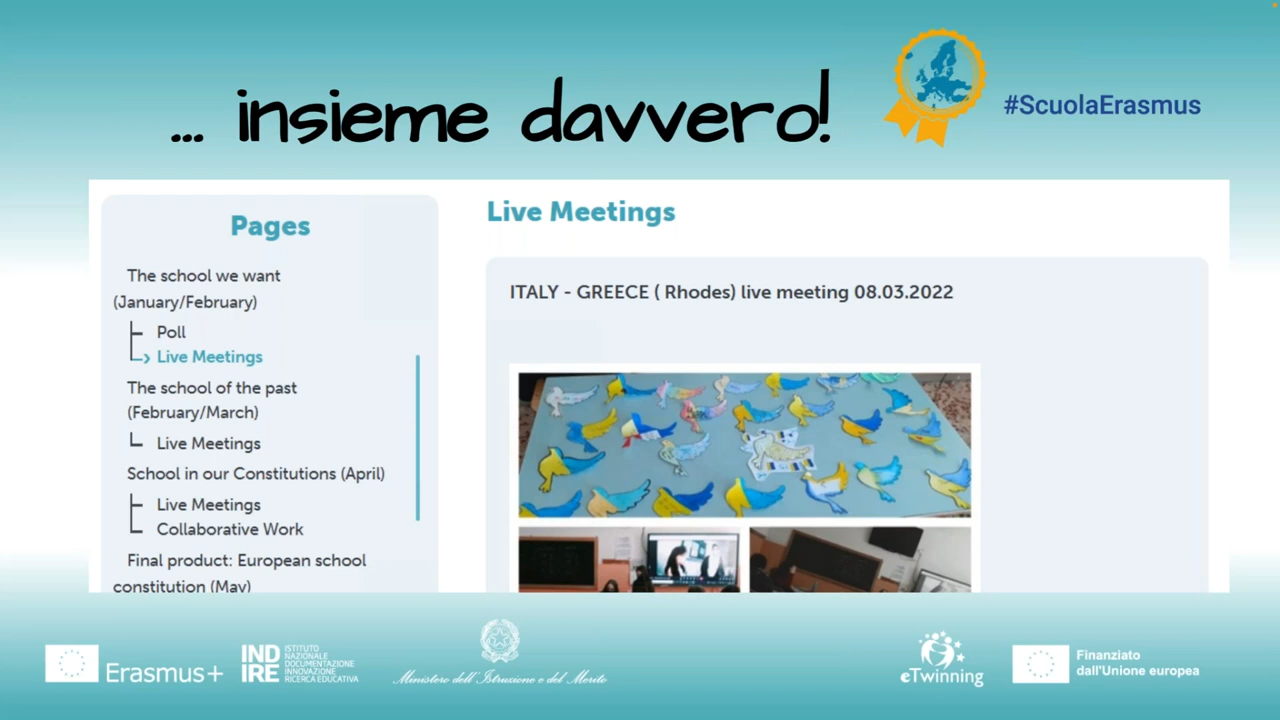 ... insieme davvero!
#ScuolaErasmus
Pages
The school we want
(January/February)
Poll
Live Meetings
The school of the past
(February/March)
Live Meetings
School in our Constitutions (April)
Live Meetings
Collaborative Work
Final product: European school
constitution (May)
Live Meetings
ITALY - GREECE ( Rhodes) live meeting 08.03.2022
Erasmus+
INDIRE
ISTITUTO
NAZIONALE
DOCUMENTAZIONE
INNOVAZIONE
RICERCA EDUCATIVA
Ministero dell'Istruzione e del Merito
eTwinning
Finanziato
dall'Unione europea